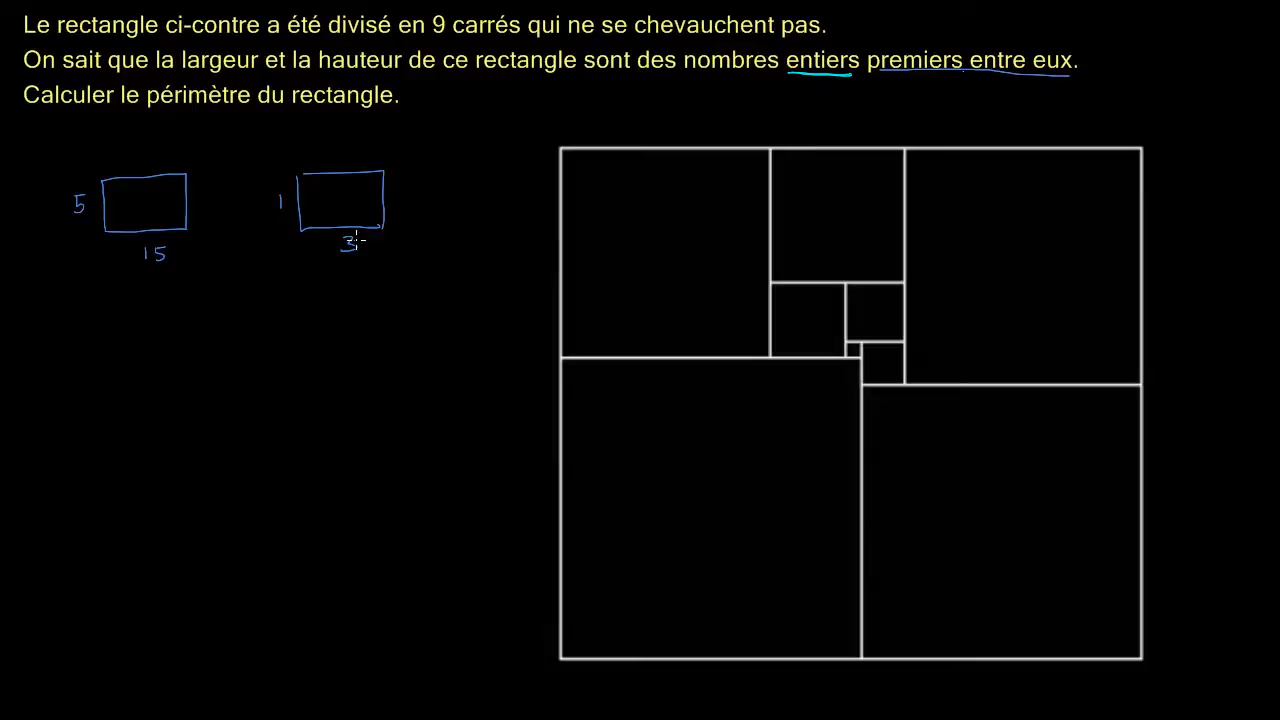 Le rectangle ci-contre a été divisé en 9 carrés qui ne se chevauchent pas.
On sait que la largeur et la hauteur de ce rectangle sont des nombres entiers premiers entre eux.
Calculer le périmètre du rectangle.
5
15
1
3